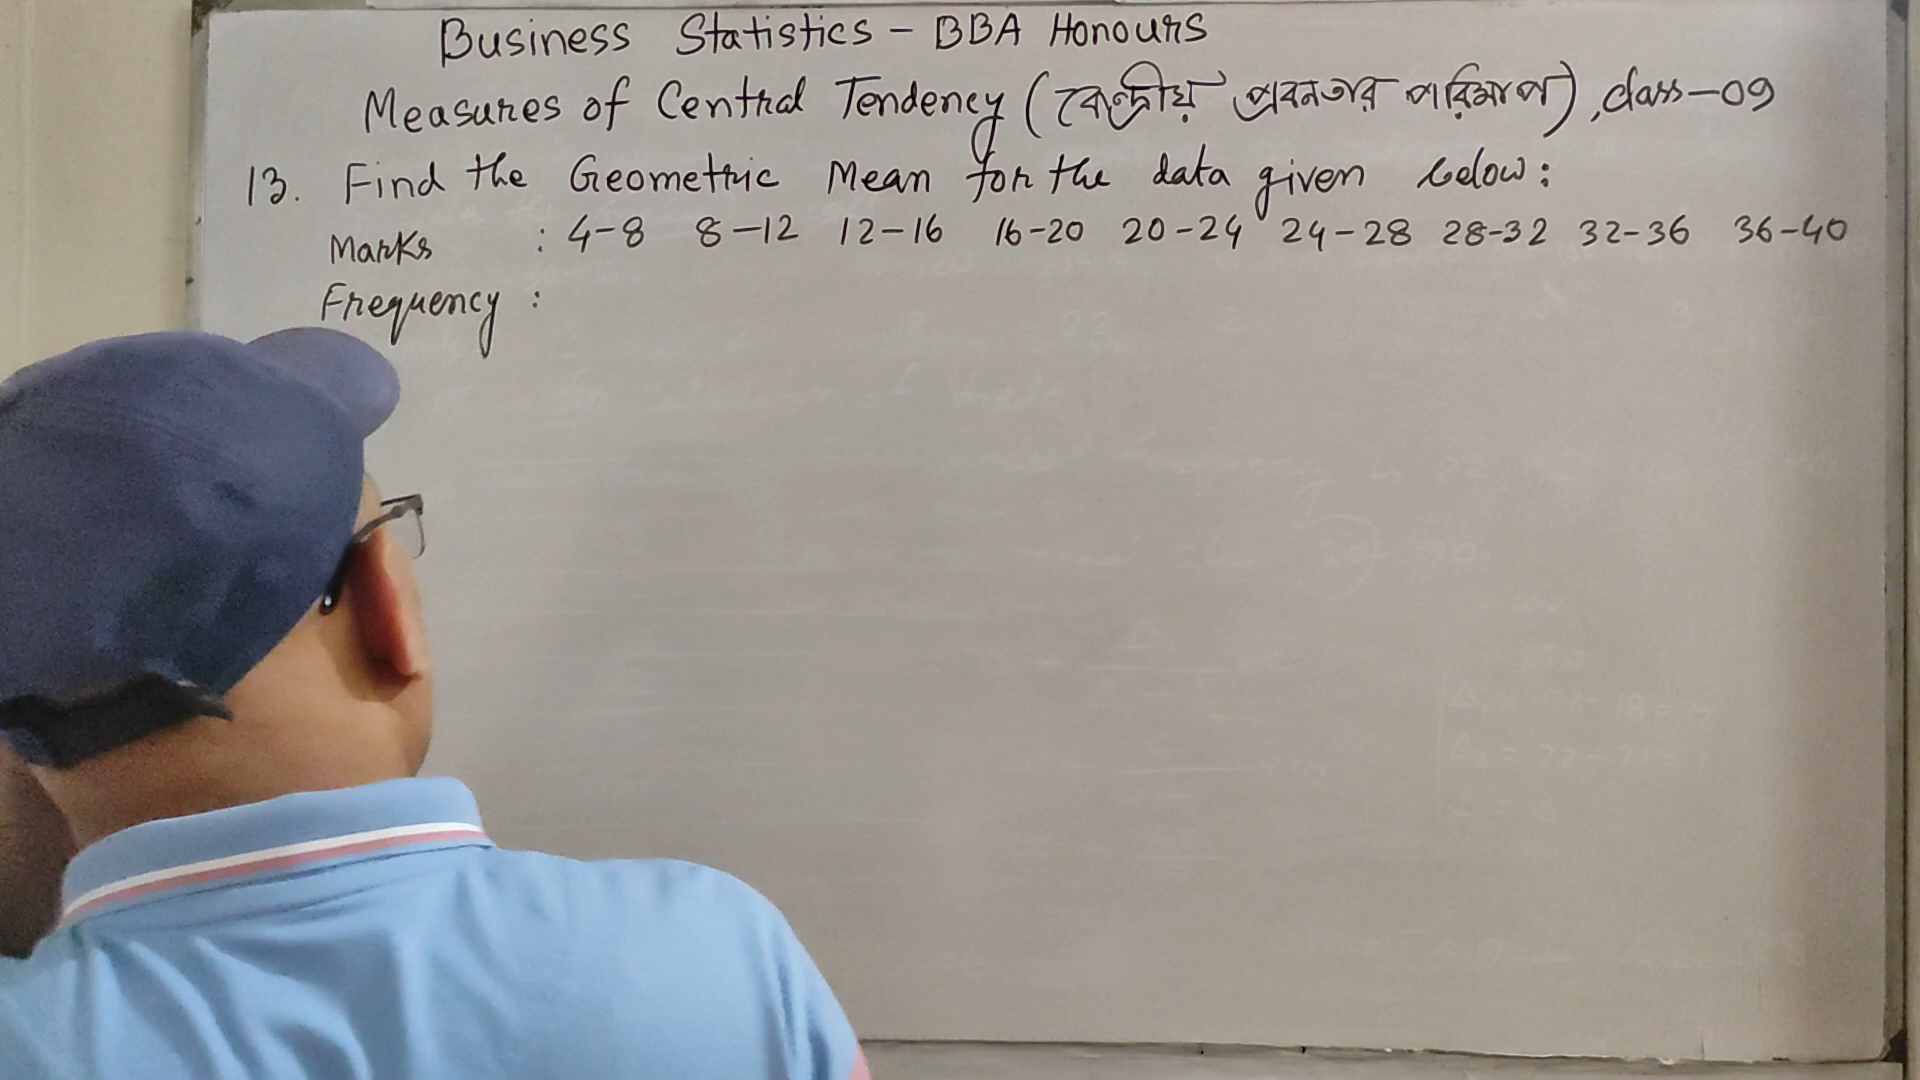 Business Statistics - BBA Honours
Measures of Central Tendency (কেন্দ্রীয় প্রবনতার পরিমাপ), class-09
13. Find the Geometric Mean for the data given below:
Marks : 4-8 8-12 12-16 16-20 20-24 24-28 28-32 32-36 36-40
Frequency :